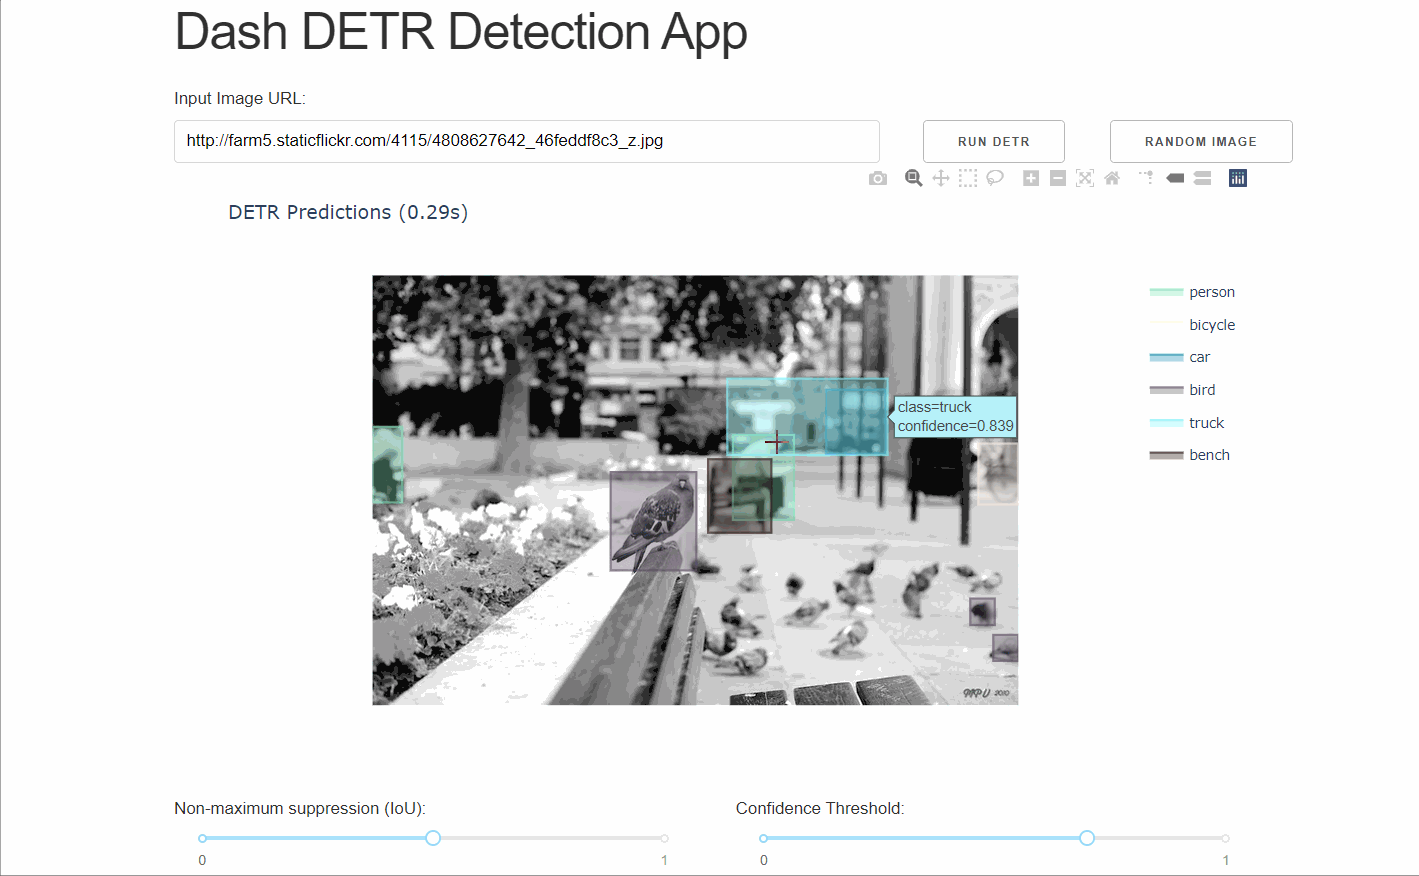 Dash DETR Detection App
Input Image URL:
http://farm5.staticflickr.com/4115/4808627642_46feddf8c3_z.jpg
RUN DETR
RANDOM IMAGE
DETR Predictions (0.29s)
person
bicycle
car
bird
truck
bench
class=truck
confidence=0.839
2010
Non-maximum suppression (IoU):
Confidence Threshold:
0
1
0
1